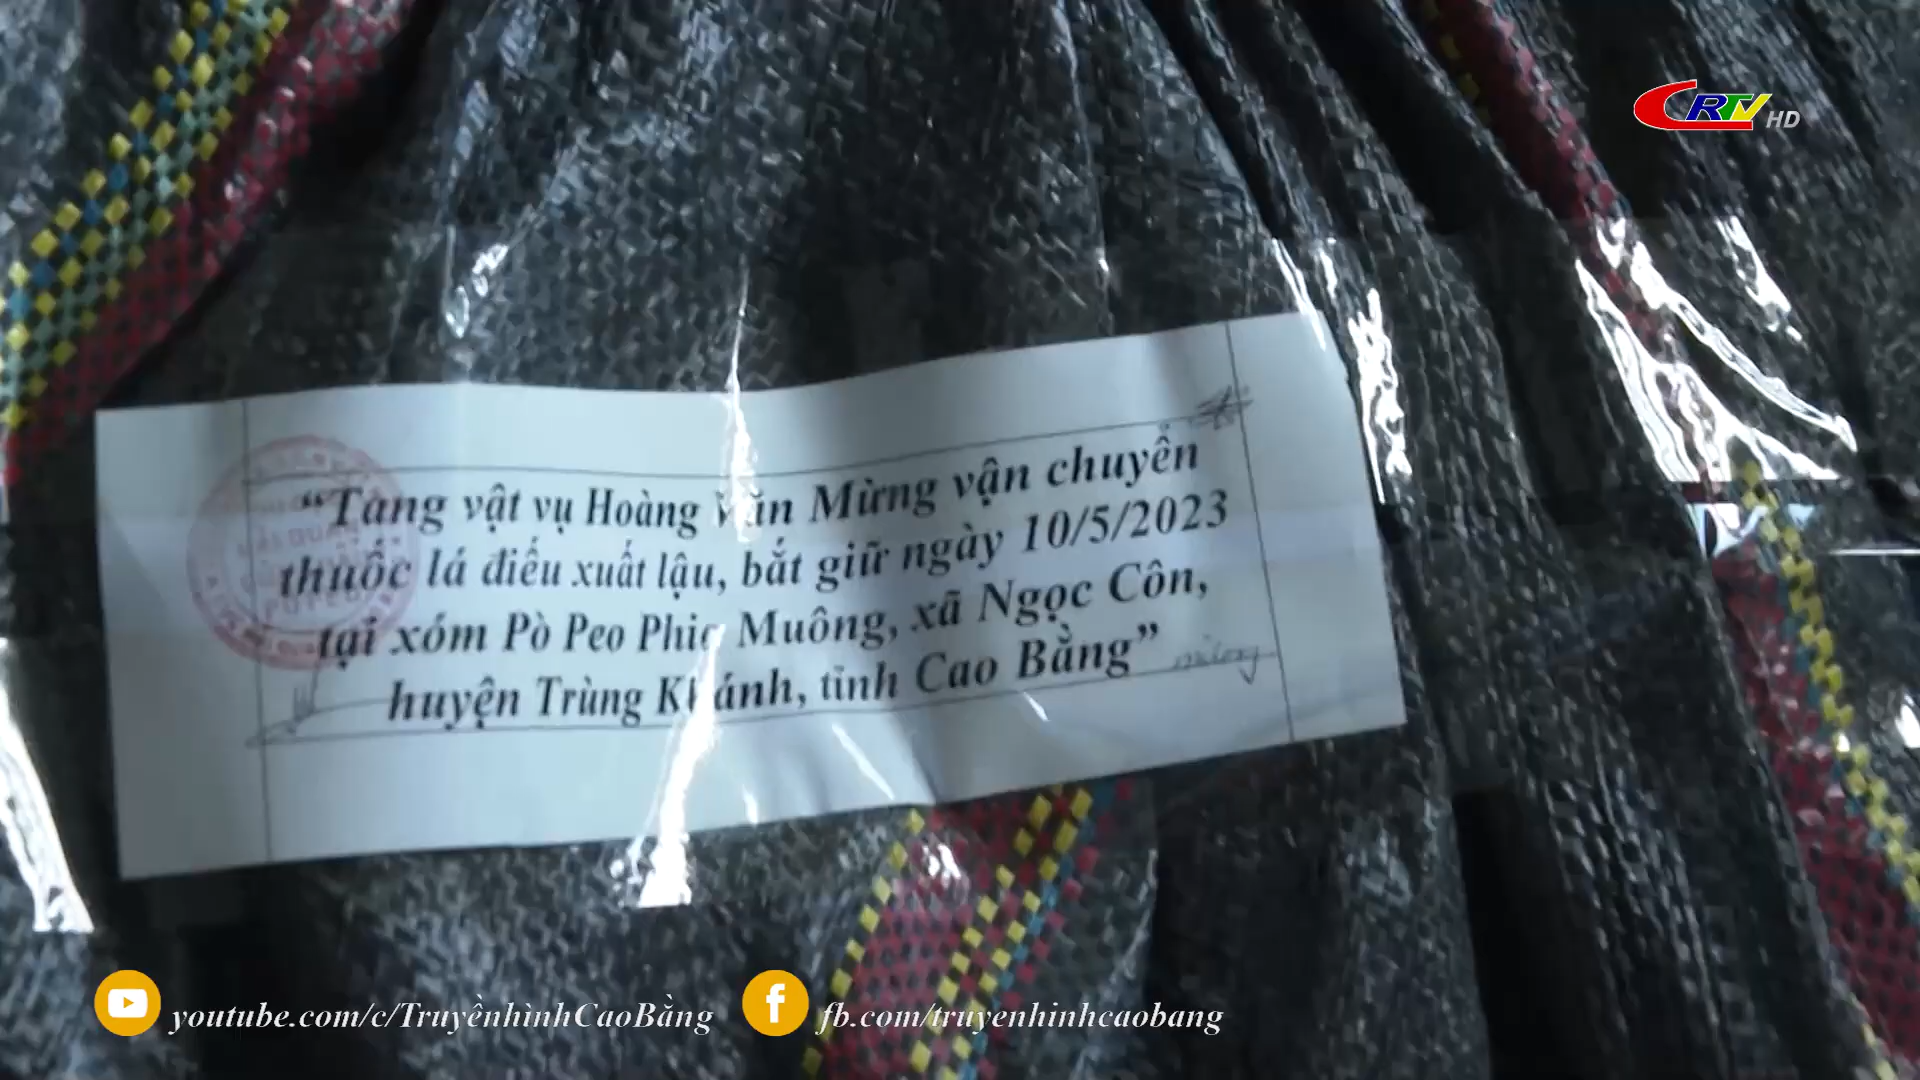 CRTV HD
“Tang vật vụ Hoàng Văn Mừng vận chuyển
thuốc lá điếu xuất lậu, bắt giữ ngày 10/5/2023
tại xóm Pò Peo Phia Muông, xã Ngọc Côn,
huyện Trùng Khánh, tỉnh Cao Bằng”
youtube.com/c/TruyềnhìnhCaoBằng
fb.com/truyenhinhcaobang